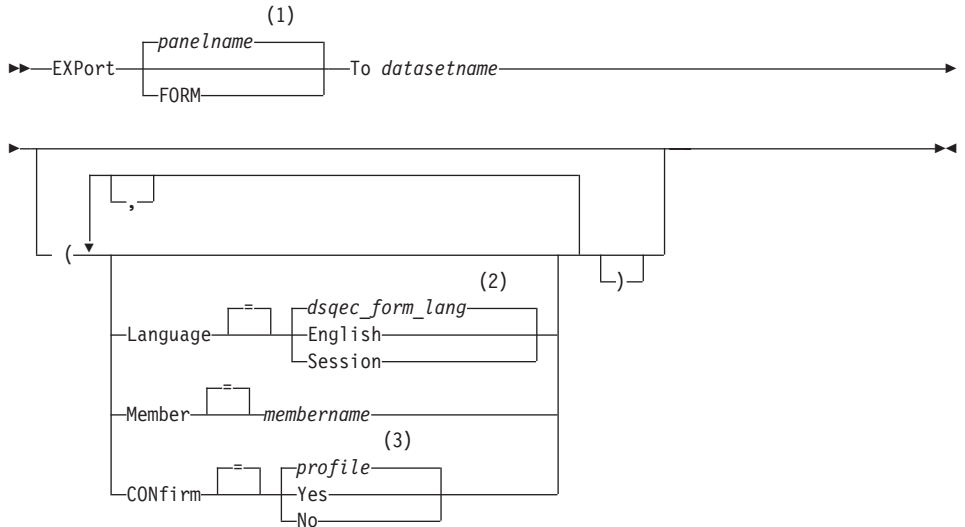 (1)
panelname
EXPort To datasetname
FORM
,
( )
(2)
= dsqec_form_lang
Language English
Session
=
Member membername
(3)
= profile
CONfirm Yes
No